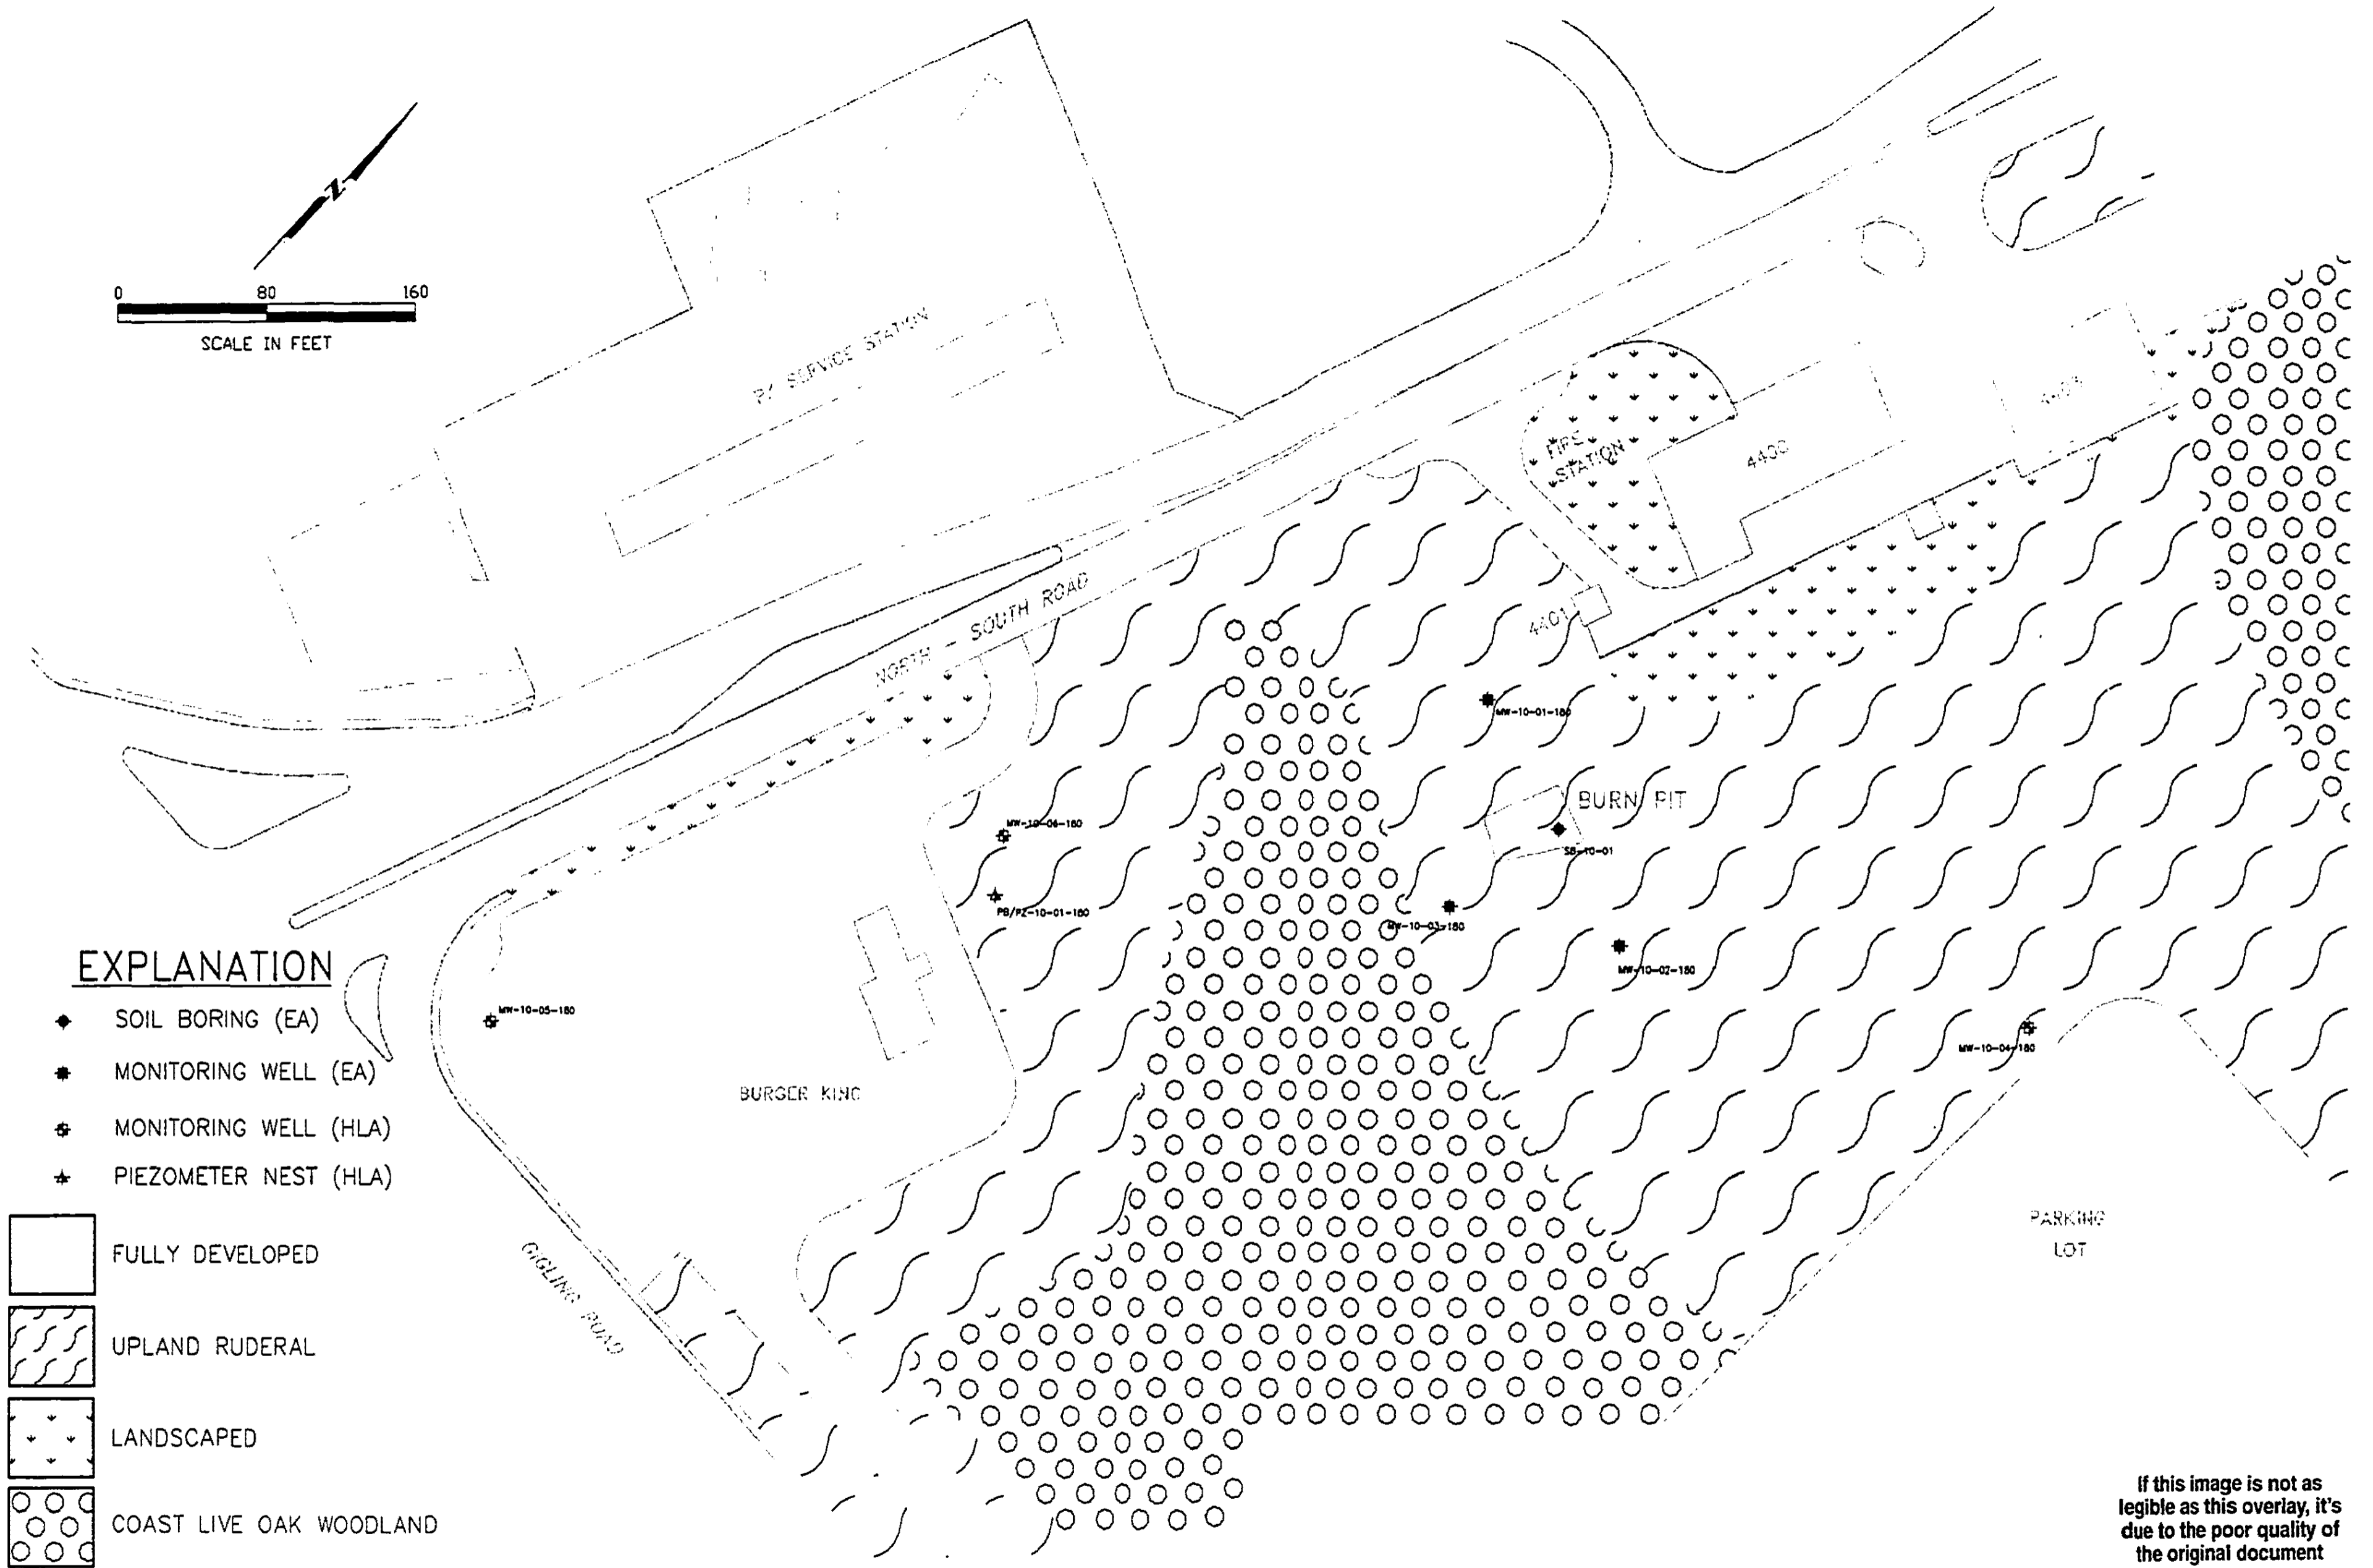 N
0 80 160
SCALE IN FEET
SERVICE STATION
NORTH - SOUTH ROAD
FIRE
STATION
4400
4401
MW-10-01-180
BURN PIT
SB-10-01
MW-10-06-180
PB/PZ-10-01-180
MW-10-03-180
MW-10-02-180
MW-10-05-180
MW-10-04-180
BURGER KING
GIGLING ROAD
PARKING
LOT
EXPLANATION
SOIL BORING (EA)
MONITORING WELL (EA)
MONITORING WELL (HLA)
PIEZOMETER NEST (HLA)
FULLY DEVELOPED
UPLAND RUDERAL
LANDSCAPED
COAST LIVE OAK WOODLAND
If this image is not as
legible as this overlay, it's
due to the poor quality of
the original document